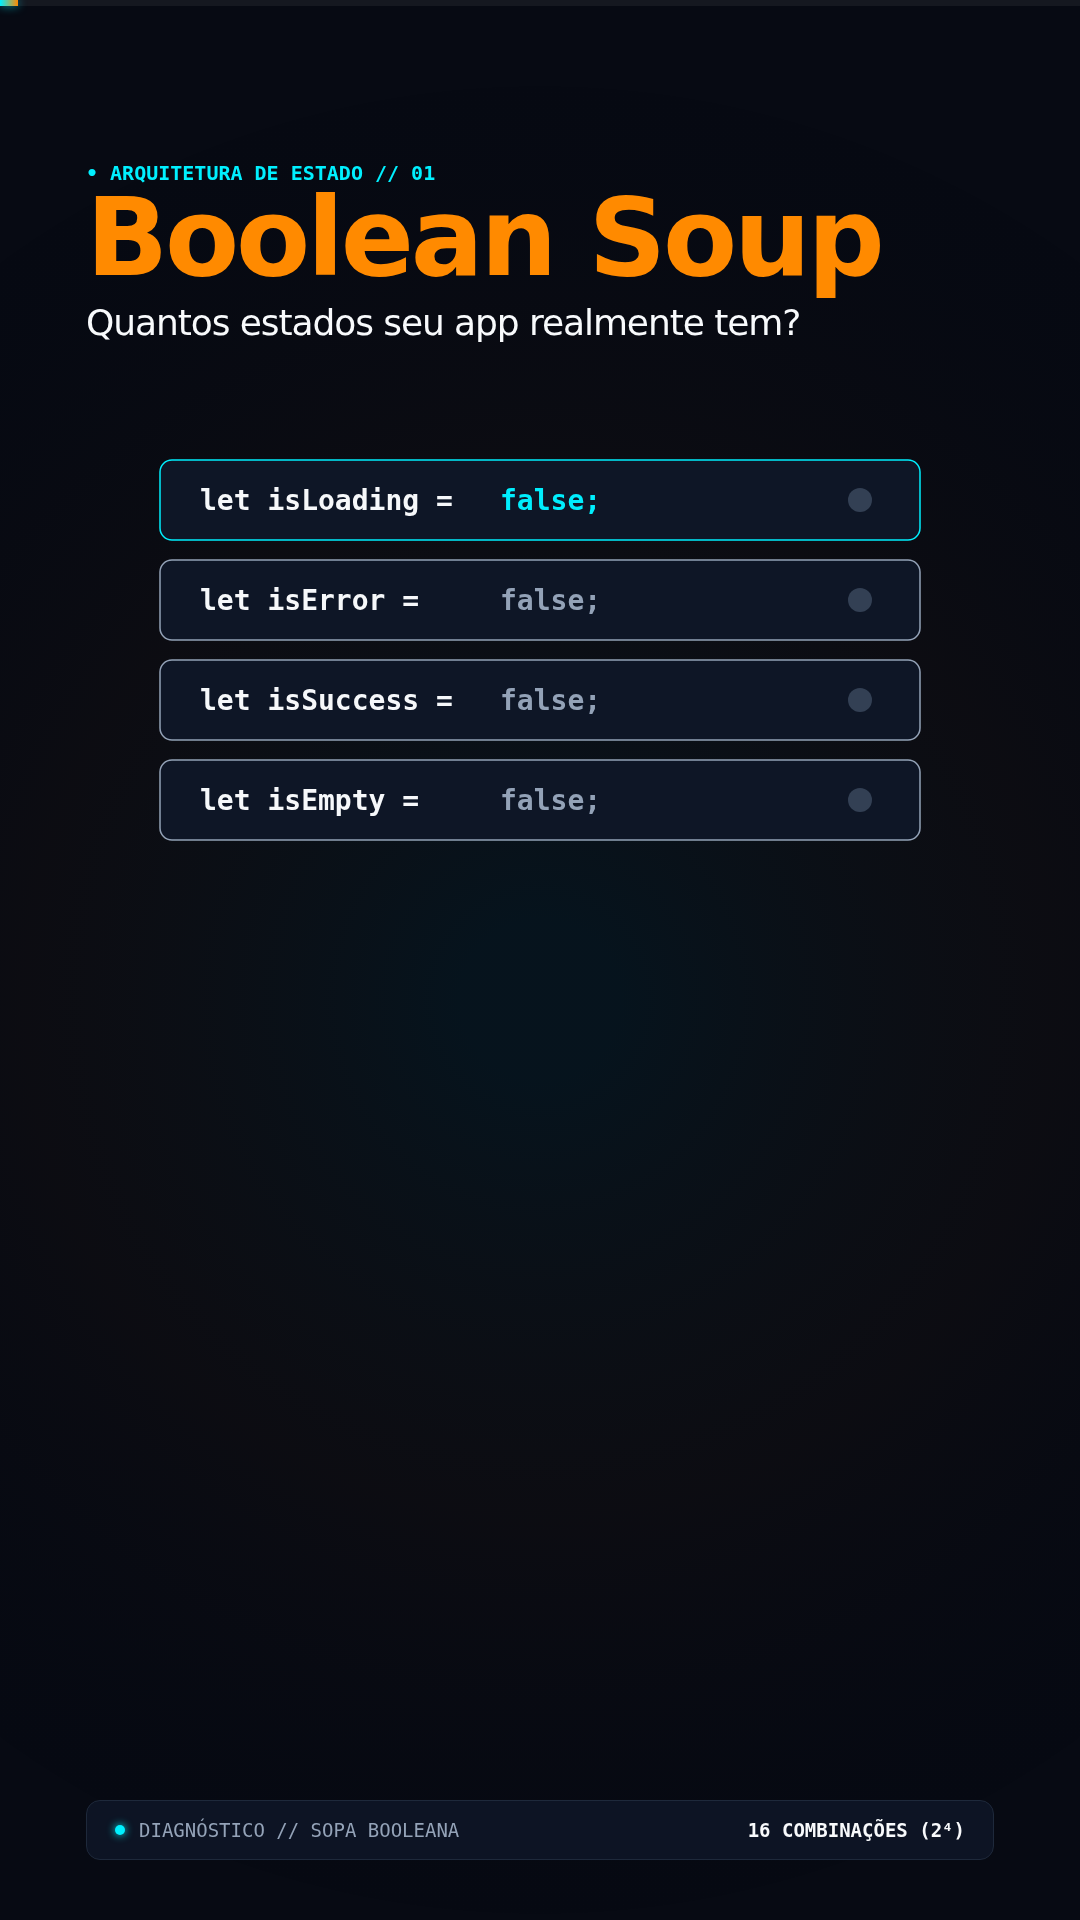 • ARQUITETURA DE ESTADO // 01
Boolean Soup
Quantos estados seu app realmente tem?
let isLoading = false;
let isError = false;
let isSuccess = false;
let isEmpty = false;
DIAGNÓSTICO // SOPA BOOLEANA
16 COMBINAÇÕES (2⁴)